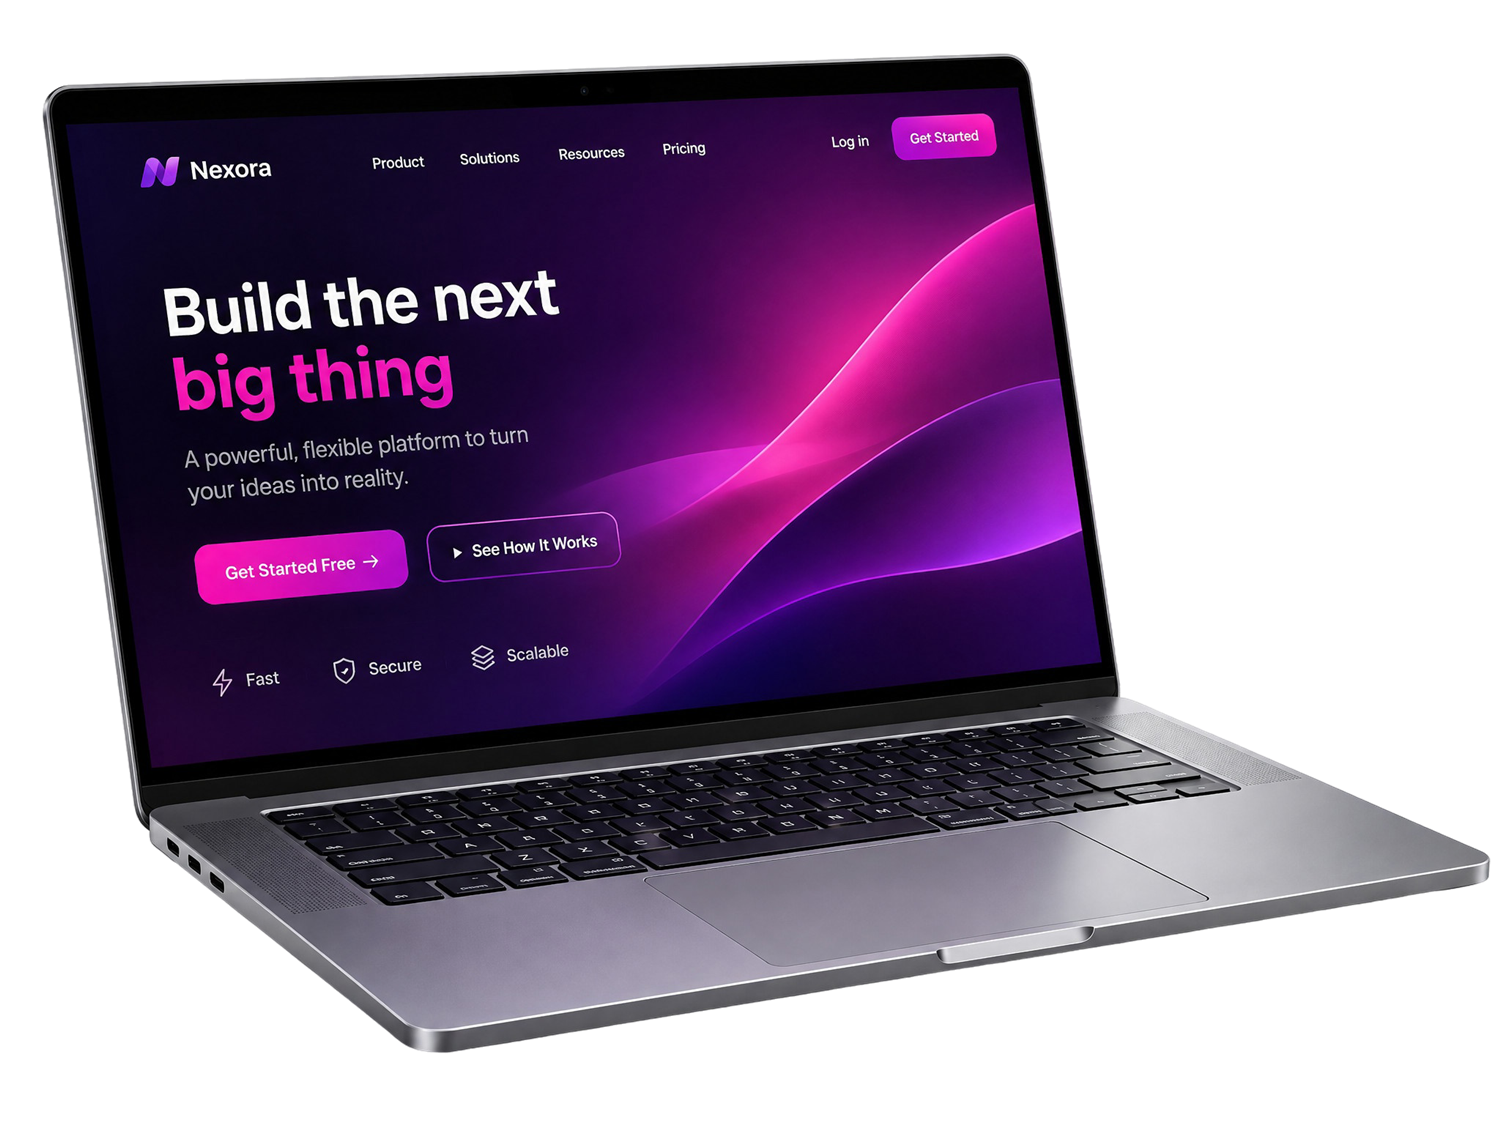 Nexora
Product
Solutions
Resources
Pricing
Log in
Get Started
Build the next
big thing
A powerful, flexible platform to turn
your ideas into reality.
Get Started Free →
▶ See How It Works
Fast
Secure
Scalable